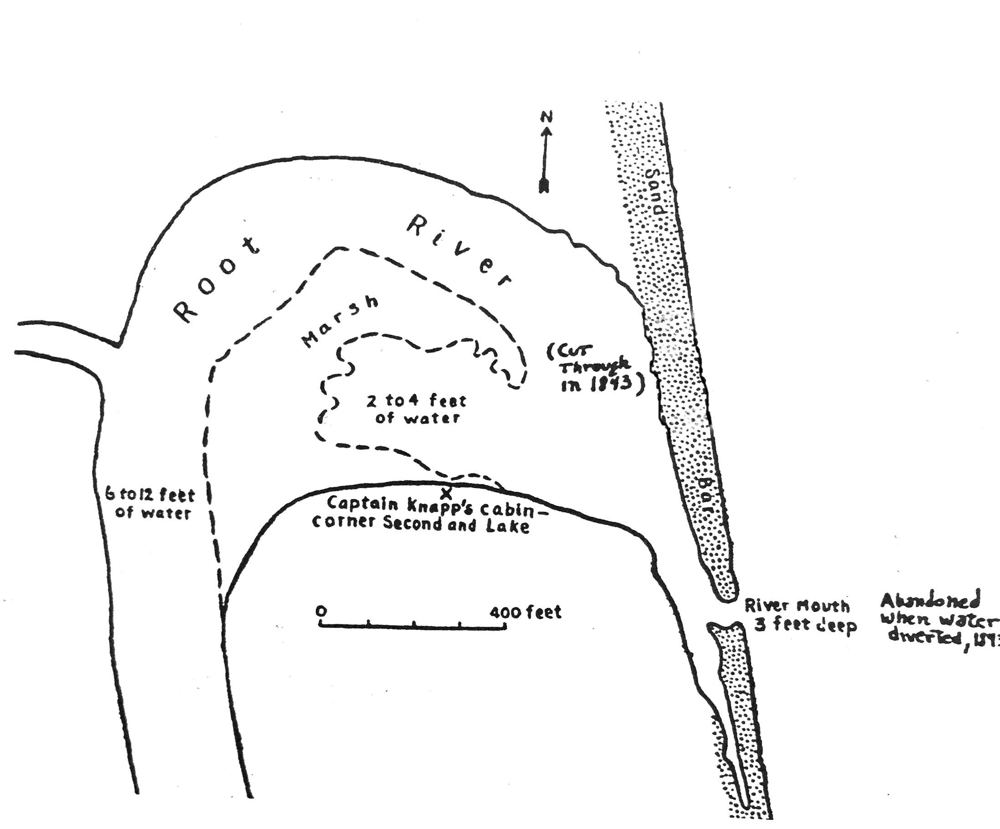 N
Sand
River
Root
Marsh
(Cut
Through
in 1843)
2 to 4 feet
of water
Bar
6 to 12 feet
of water
X
Captain Knapp's cabin—
corner Second and Lake
0 400 feet
River Mouth
3 feet deep
Abandoned
when water
diverted,